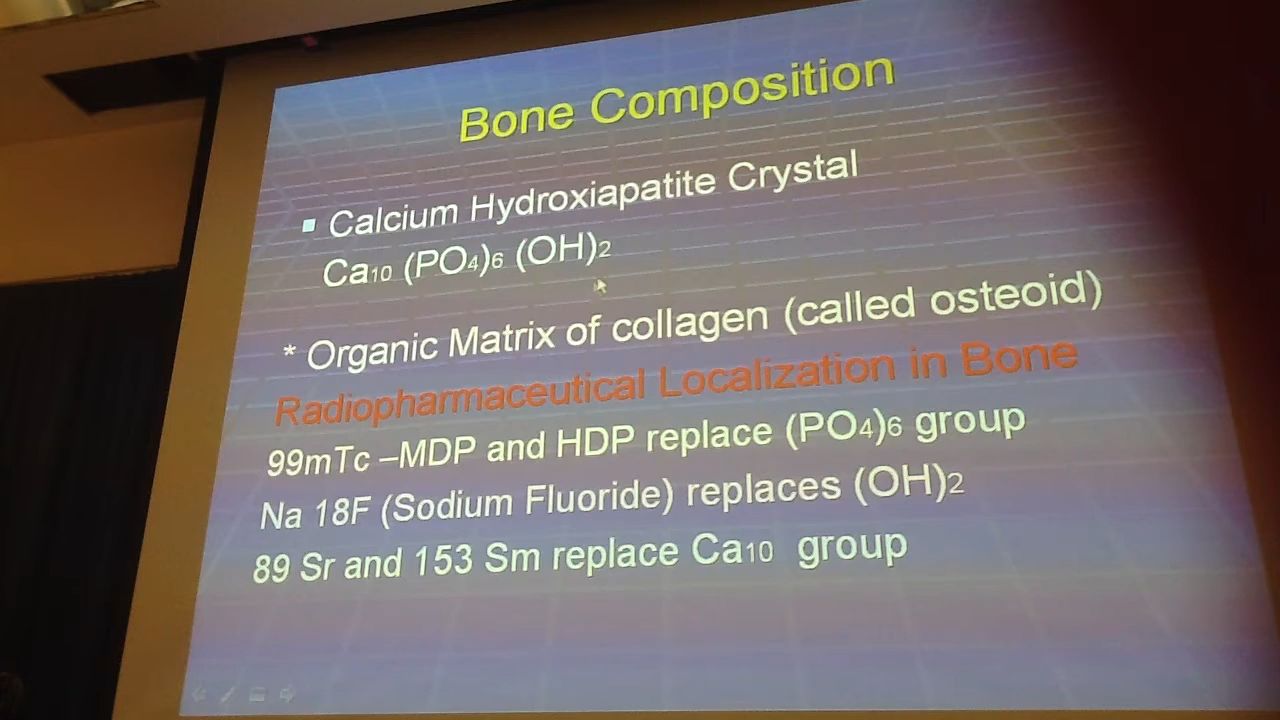 Bone Composition
▪ Calcium Hydroxiapatite Crystal
Ca₁₀ (PO₄)₆ (OH)₂
* Organic Matrix of collagen (called osteoid)
Radiopharmaceutical Localization in Bone
99mTc –MDP and HDP replace (PO₄)₆ group
Na 18F (Sodium Fluoride) replaces (OH)₂
89 Sr and 153 Sm replace Ca₁₀ group